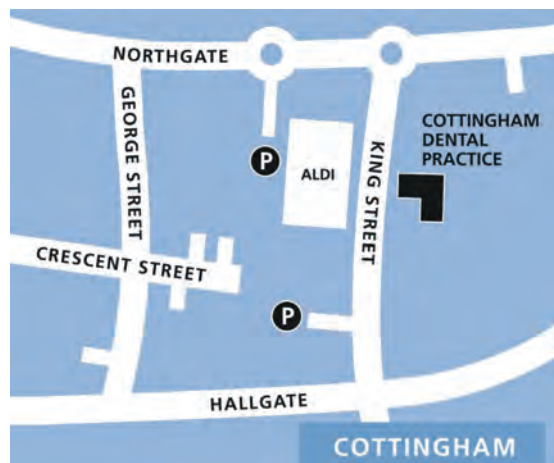 NORTHGATE
GEORGE STREET
KING STREET
COTTINGHAM
DENTAL
PRACTICE
P
ALDI
CRESCENT STREET
P
HALLGATE
COTTINGHAM